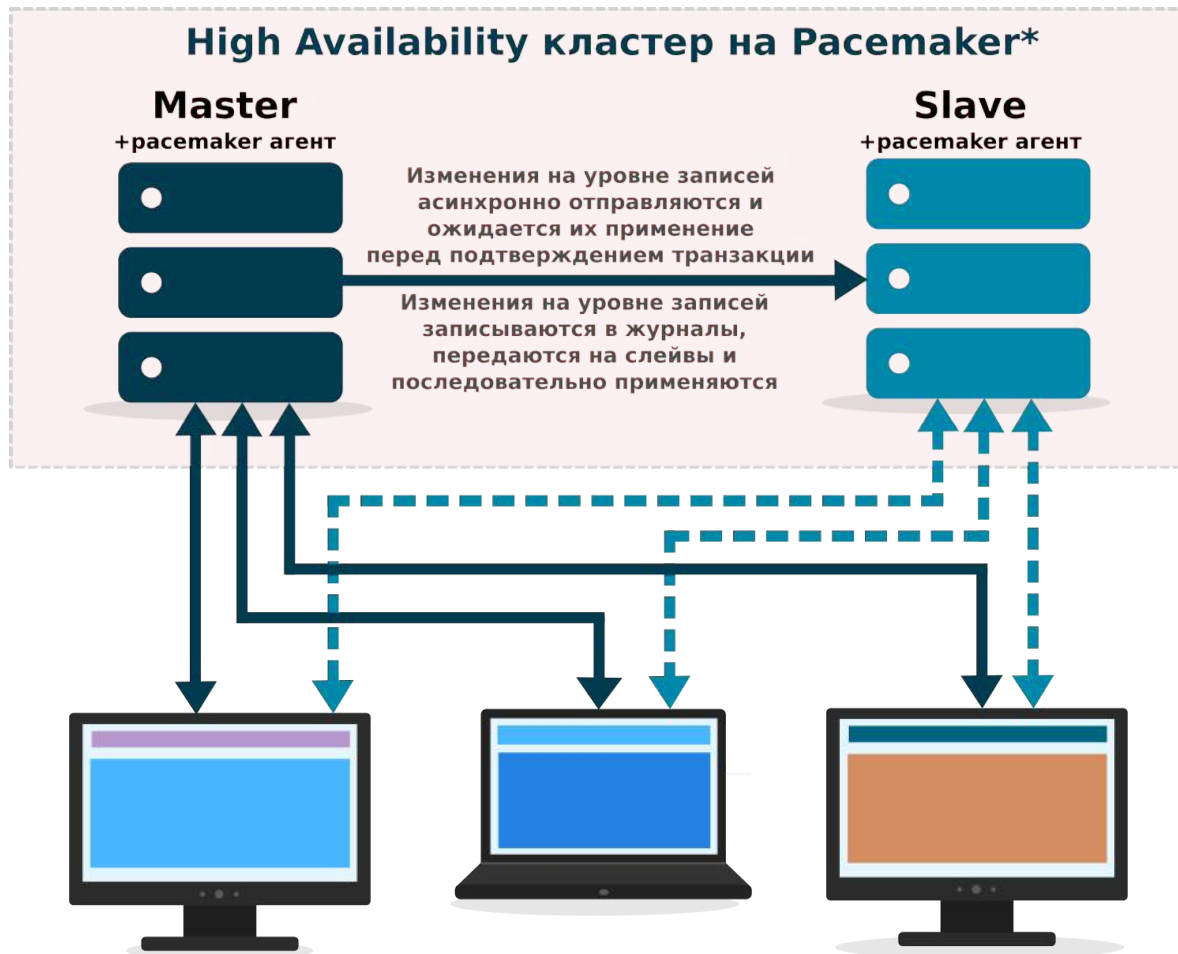 High Availability кластер на Pacemaker*
Master
+pacemaker агент
Slave
+pacemaker агент
Изменения на уровне записей
асинхронно отправляются и
ожидается их применение
перед подтверждением транзакции
Изменения на уровне записей
записываются в журналы,
передаются на слейвы и
последовательно применяются